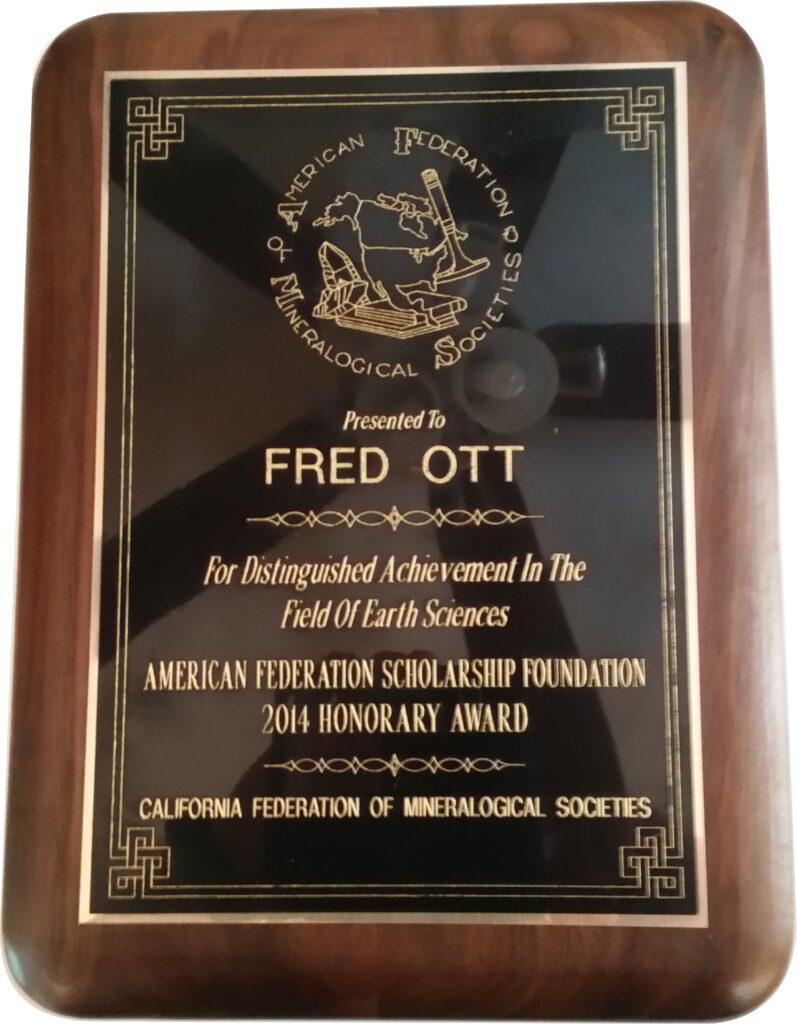 AMERICAN FEDERATION
OF MINERALOGICAL SOCIETIES
Presented To
FRED OTT
For Distinguished Achievement In The
Field Of Earth Sciences
AMERICAN FEDERATION SCHOLARSHIP FOUNDATION
2014 HONORARY AWARD
CALIFORNIA FEDERATION OF MINERALOGICAL SOCIETIES